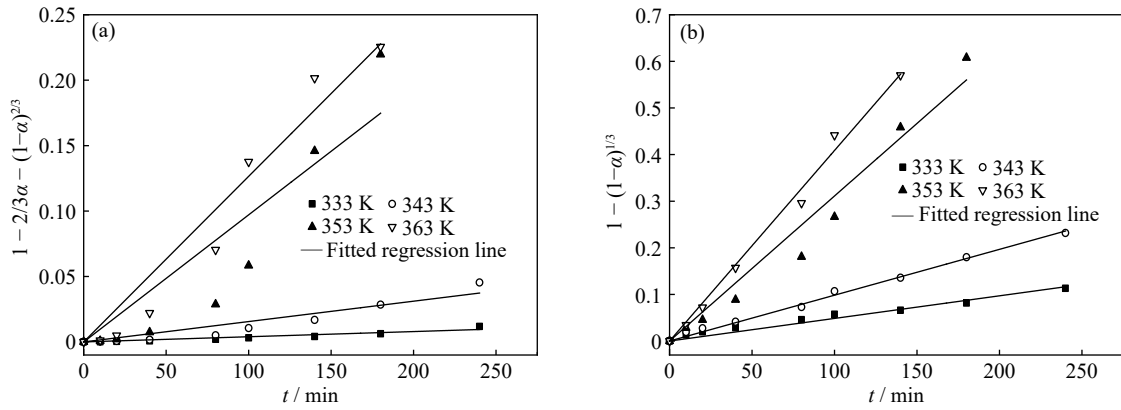 (a)
1 − 2/3α − (1−α)^{2/3}
0.25
0.20
0.15
0.10
0.05
0
0 50 100 150 200 250
t / min
333 K 343 K
353 K 363 K
Fitted regression line
(b)
1 − (1−α)^{1/3}
0.7
0.6
0.5
0.4
0.3
0.2
0.1
0
0 50 100 150 200 250
t / min
333 K 343 K
353 K 363 K
Fitted regression line